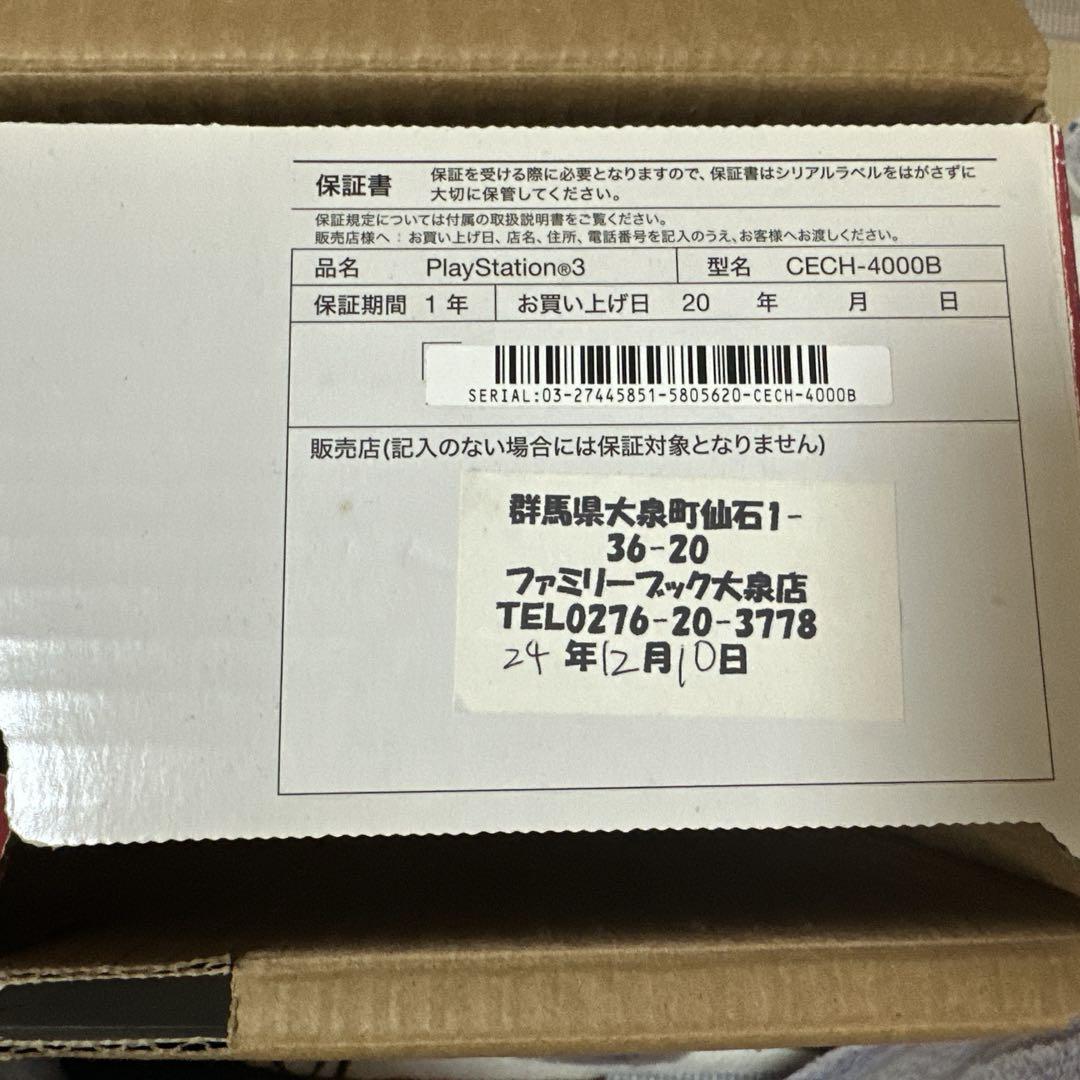 保証書
保証を受ける際に必要となりますので、保証書はシリアルラベルをはがさずに
大切に保管してください。
保証規定については付属の取扱説明書をご覧ください。
販売店様へ：お買い上げ日、店名、住所、電話番号を記入のうえ、お客様へお渡しください。
品名 PlayStation®3 型名 CECH-4000B
保証期間 1年 お買い上げ日 20 年 月 日
SERIAL:03-27445851-5805620-CECH-4000B
販売店(記入のない場合には保証対象となりません)
群馬県大泉町仙石1-
36-20
ファミリーブック大泉店
TEL0276-20-3778
24年12月10日